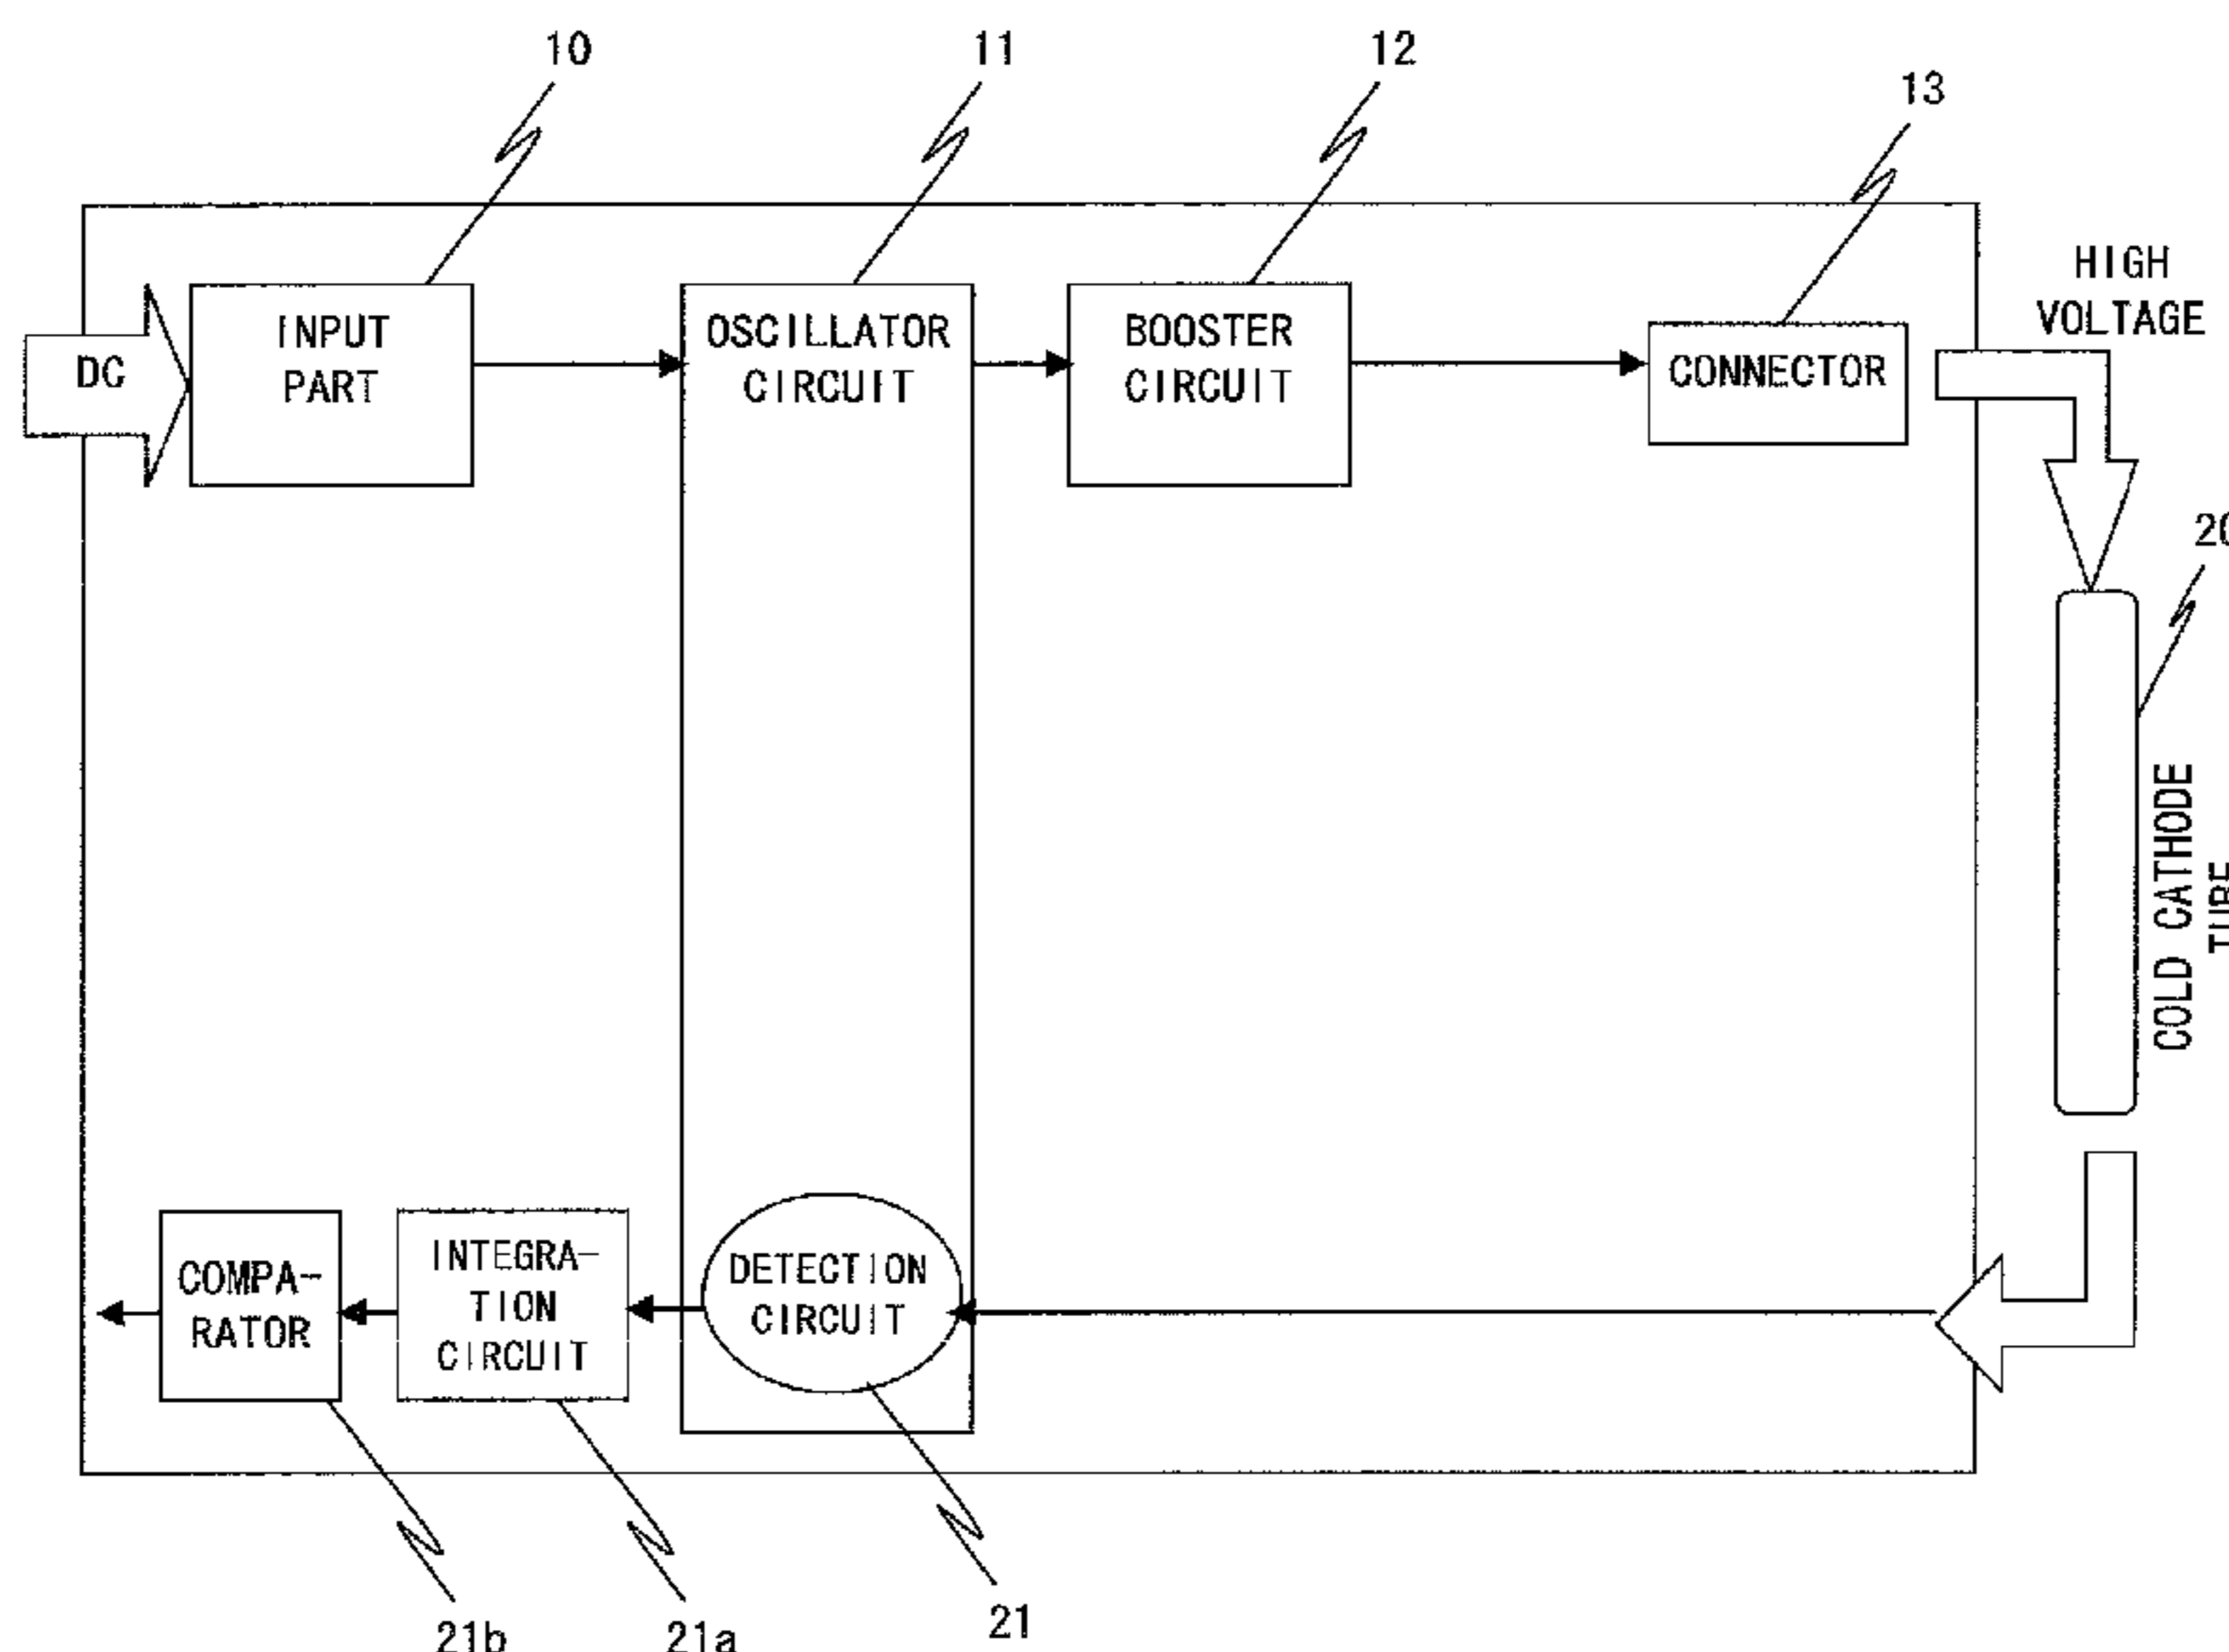 10
11
12
13
HIGH
VOLTAGE
DC
INPUT
PART
OSCILLATOR
CIRCUIT
BOOSTER
CIRCUIT
CONNECTOR
COLD CATHODE
TUBE
COMPA-
RATOR
INTEGRA-
TION
CIRCUIT
DETECTION
CIRCUIT
21b
21a
21